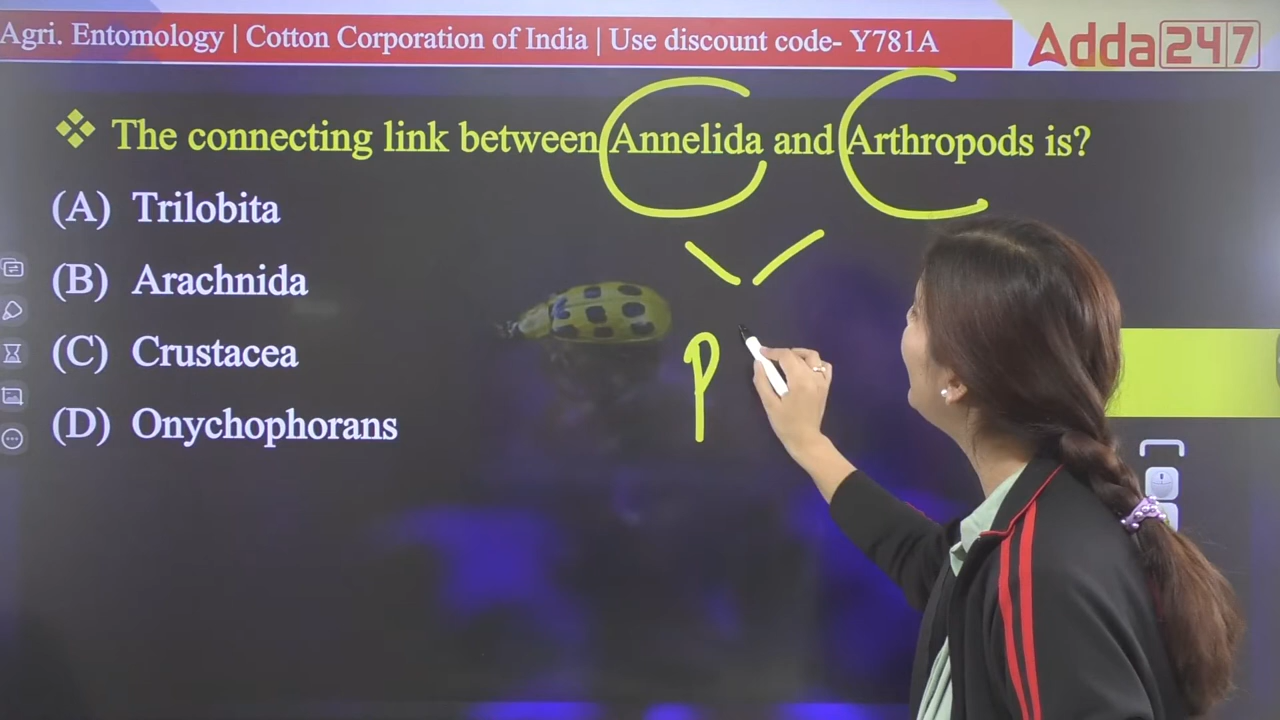 Agri. Entomology | Cotton Corporation of India | Use discount code- Y781A
Adda247
The connecting link between Annelida and Arthropods is?
(A) Trilobita
(B) Arachnida
(C) Crustacea
(D) Onychophorans
P